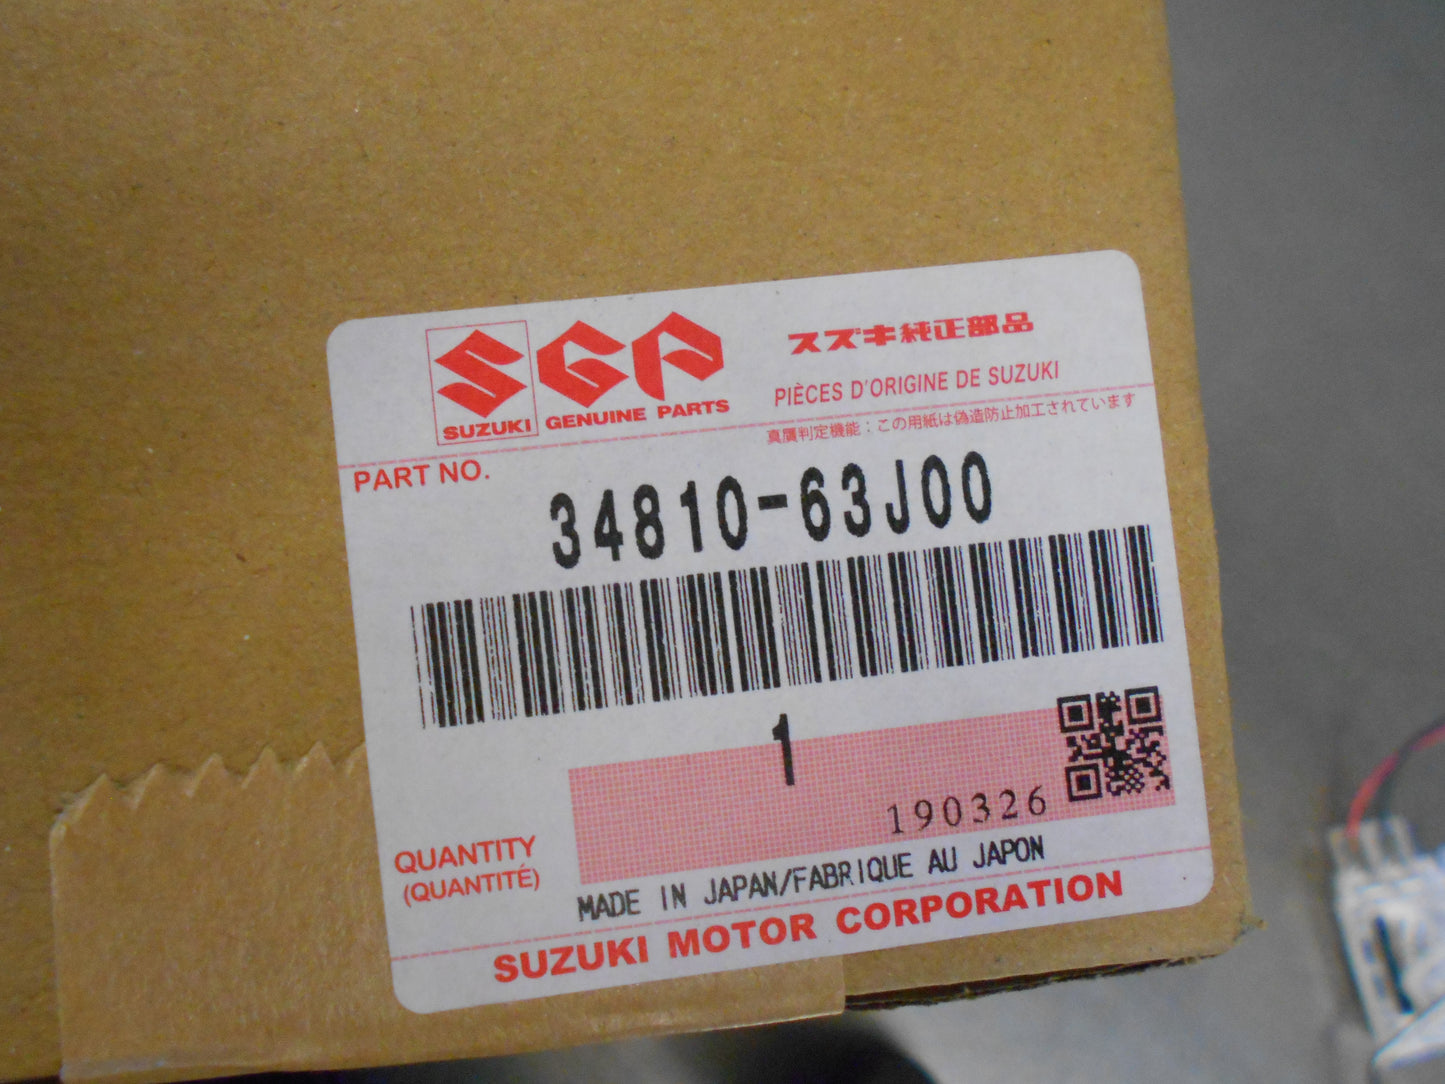 SGP
スズキ純正部品
SUZUKI GENUINE PARTS
PIÈCES D'ORIGINE DE SUZUKI
真贋判定機能：この用紙は偽造防止加工されています
PART NO.
34810-63J00
1
190326
QUANTITY
(QUANTITÉ)
MADE IN JAPAN/FABRIQUE AU JAPON
SUZUKI MOTOR CORPORATION